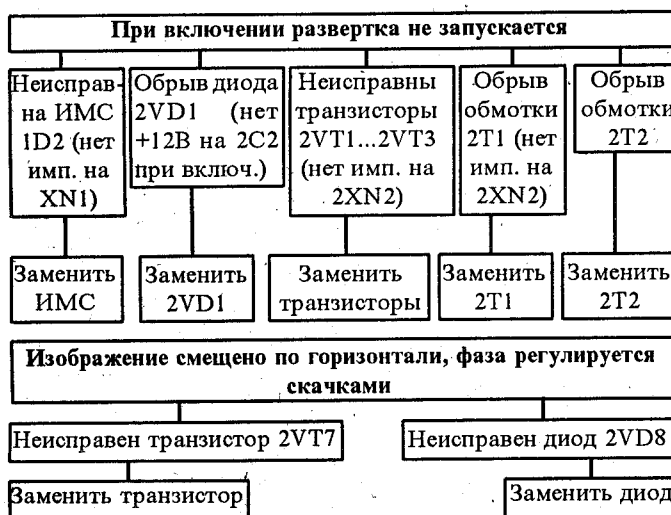 При включении развертка не запускается
Неисправ-
на ИМС
1D2 (нет
имп. на
XN1)
Обрыв диода
2VD1 (нет
+12В на 2С2
при включ.)
Неисправны
транзисторы
2VT1...2VT3
(нет имп. на
2XN2)
Обрыв
обмотки
2T1 (нет
имп. на
2XN2)
Обрыв
обмотки
2T2
Заменить
ИМС
Заменить
2VD1
Заменить
транзисторы
Заменить
2T1
Заменить
2T2
Изображение смещено по горизонтали, фаза регулируется
скачками
Неисправен транзистор 2VT7
Неисправен диод 2VD8
Заменить транзистор
Заменить диод